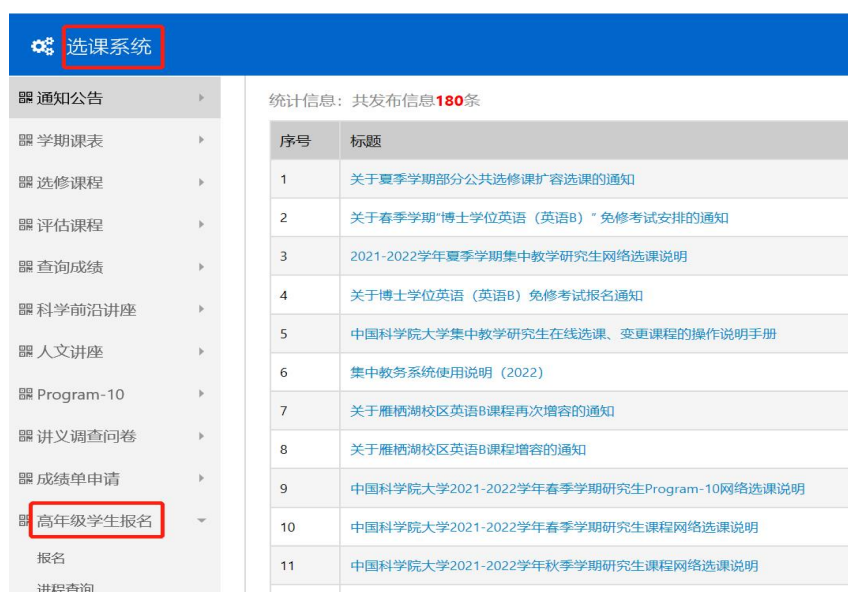 选课系统
通知公告
学期课表
选修课程
评估课程
查询成绩
科学前沿讲座
人文讲座
Program-10
讲义调查问卷
成绩单申请
高年级学生报名
报名
进程查询
统计信息：共发布信息180条
序号 标题
1 关于夏季学期部分公共选修课扩容选课的通知
2 关于春季学期“博士学位英语（英语B）” 免修考试安排的通知
3 2021-2022学年夏季学期集中教学研究生网络选课说明
4 关于博士学位英语（英语B）免修考试报名通知
5 中国科学院大学集中教学研究生在线选课、变更课程的操作说明手册
6 集中教务系统使用说明（2022）
7 关于雁栖湖校区英语B课程再次增容的通知
8 关于雁栖湖校区英语B课程增容的通知
9 中国科学院大学2021-2022学年春季学期研究生Program-10网络选课说明
10 中国科学院大学2021-2022学年春季学期研究生课程网络选课说明
11 中国科学院大学2021-2022学年秋季学期研究生课程网络选课说明